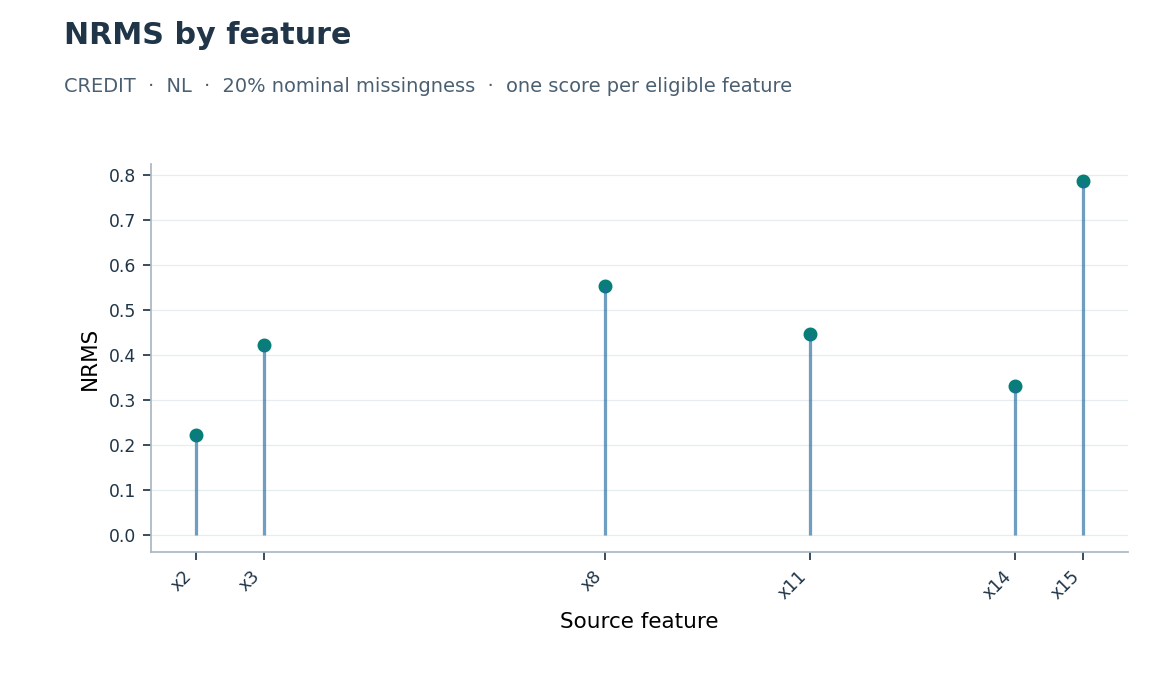 NRMS by feature
CREDIT · NL · 20% nominal missingness · one score per eligible feature
0.8
0.7
0.6
0.5
0.4
0.3
0.2
0.1
0.0
NRMS
x2 x3 x8 x11 x14 x15
Source feature